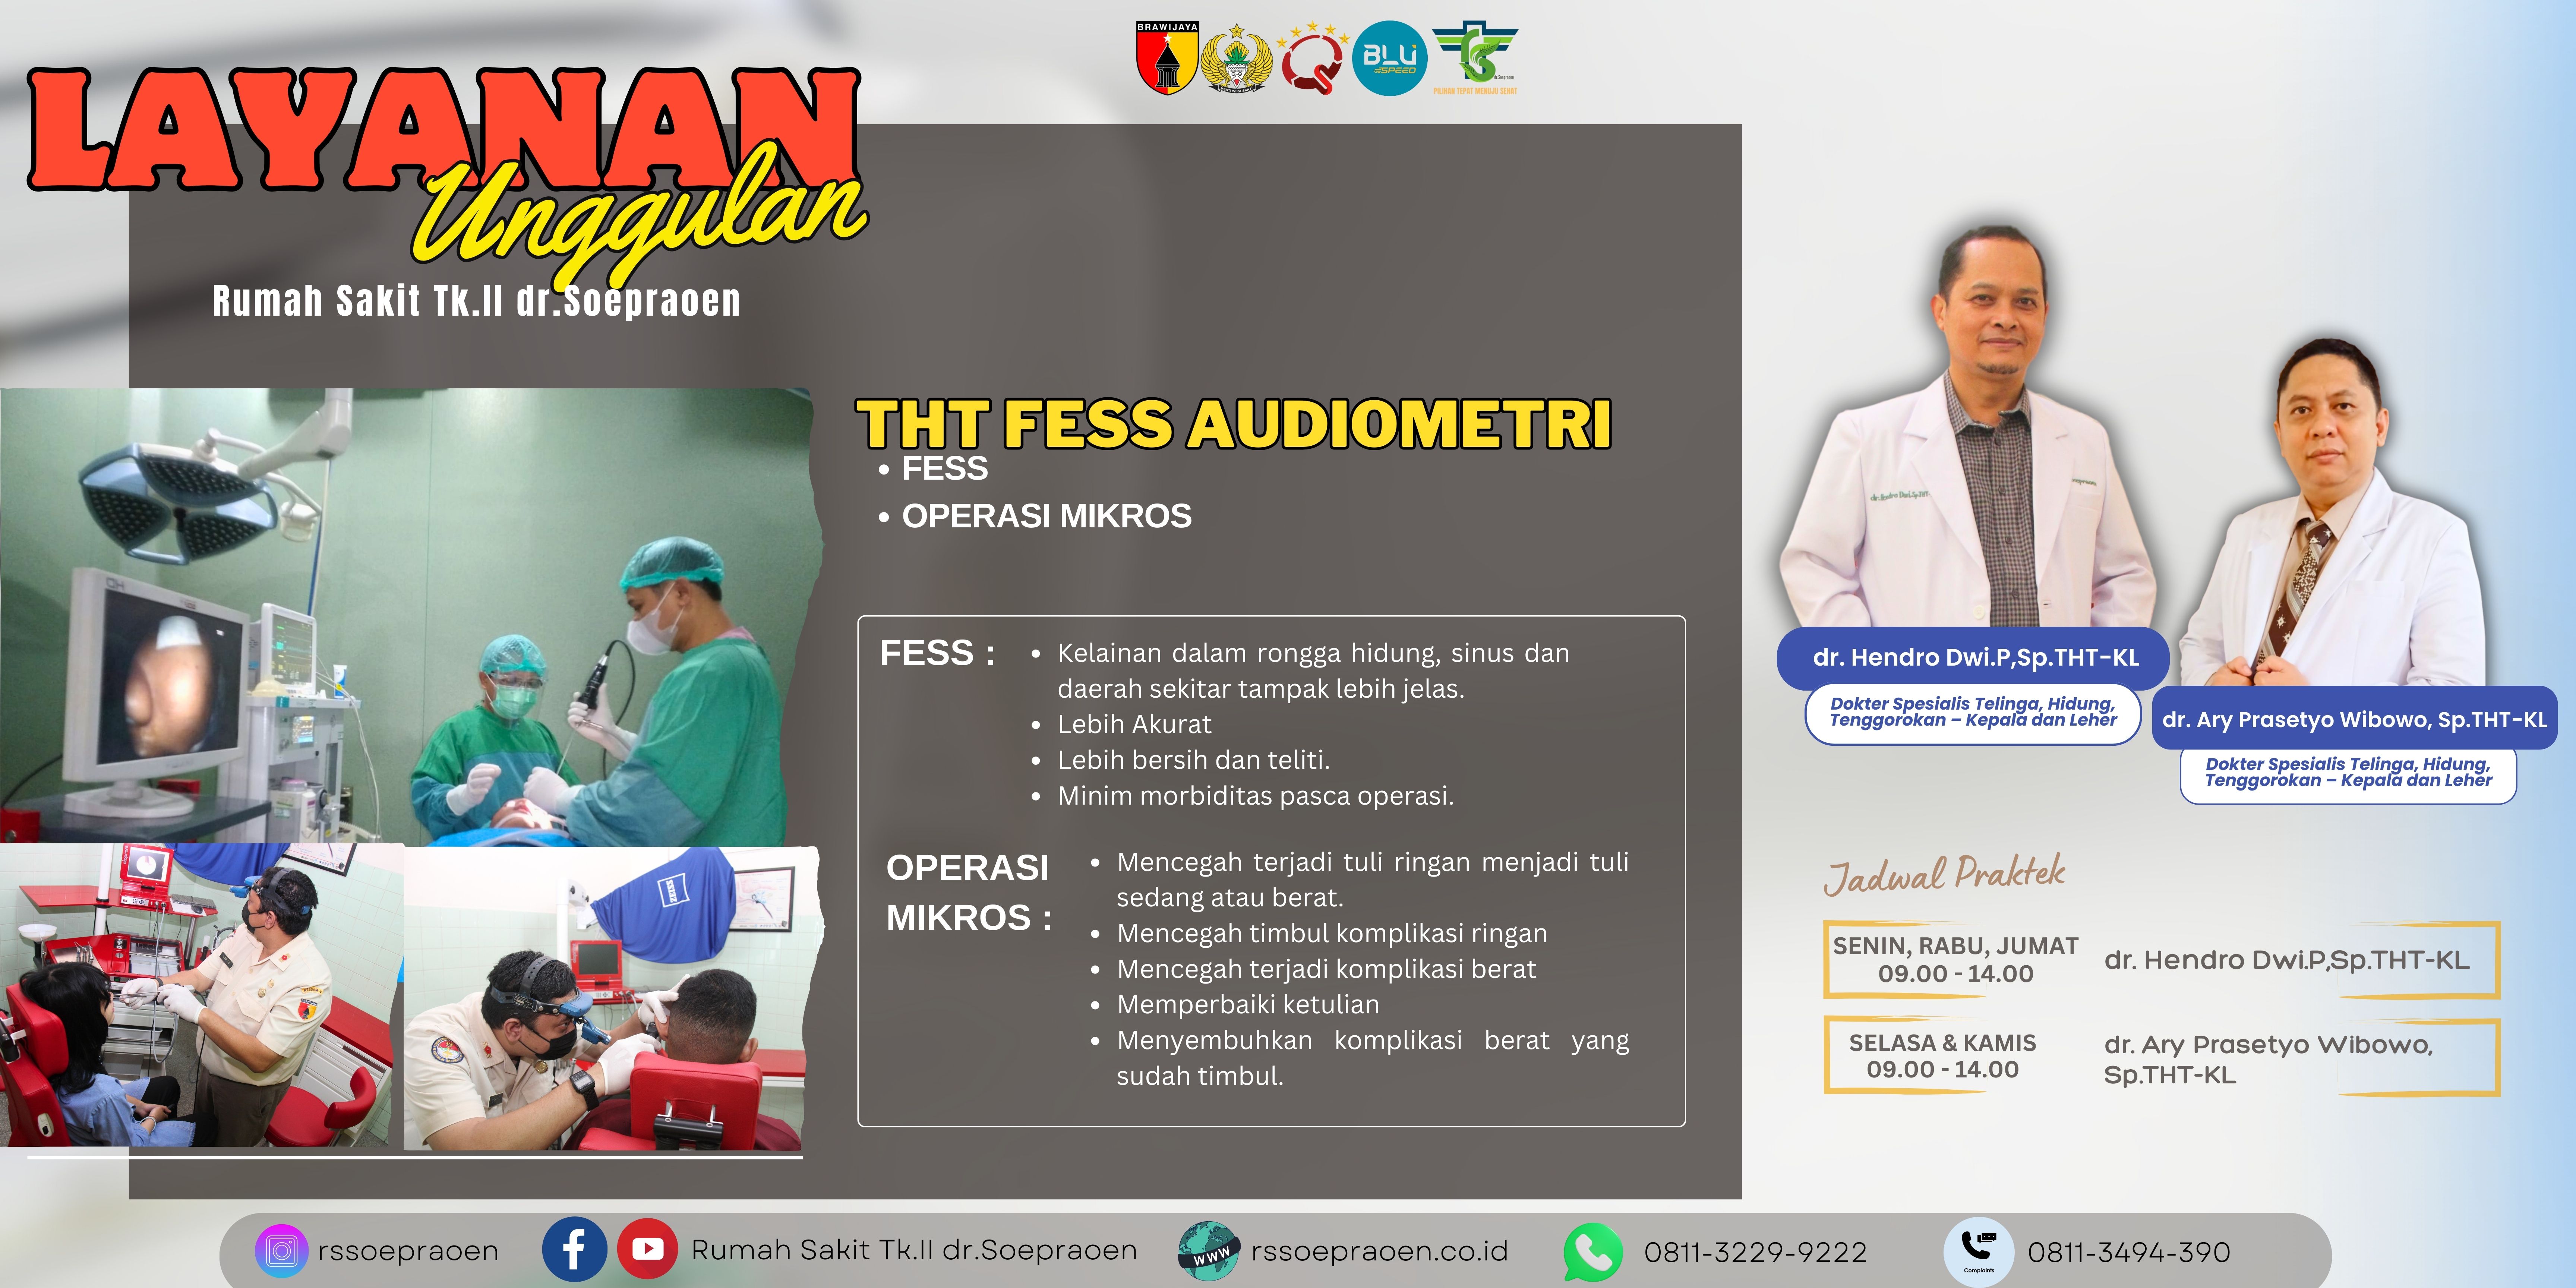 BRAWIJAYA
BLU
SPEED
PILIHAN TEPAT MENUJU SEHAT
LAYANAN
Unggulan
Rumah Sakit Tk.II dr.Soepraoen
THT FESS AUDIOMETRI
• FESS
• OPERASI MIKROS
FESS :
• Kelainan dalam rongga hidung, sinus dan
daerah sekitar tampak lebih jelas.
• Lebih Akurat
• Lebih bersih dan teliti.
• Minim morbiditas pasca operasi.
OPERASI
MIKROS :
• Mencegah terjadi tuli ringan menjadi tuli
sedang atau berat.
• Mencegah timbul komplikasi ringan
• Mencegah terjadi komplikasi berat
• Memperbaiki ketulian
• Menyembuhkan komplikasi berat yang
sudah timbul.
dr. Hendro Dwi.P,Sp.THT-KL
Dokter Spesialis Telinga, Hidung,
Tenggorokan – Kepala dan Leher
dr. Ary Prasetyo Wibowo, Sp.THT-KL
Dokter Spesialis Telinga, Hidung,
Tenggorokan – Kepala dan Leher
Jadwal Praktek
SENIN, RABU, JUMAT
09.00 - 14.00
dr. Hendro Dwi.P,Sp.THT-KL
SELASA & KAMIS
09.00 - 14.00
dr. Ary Prasetyo Wibowo,
Sp.THT-KL
rssoepraoen
Rumah Sakit Tk.II dr.Soepraoen
WWW
rssoepraoen.co.id
0811-3229-9222
Complaints
0811-3494-390